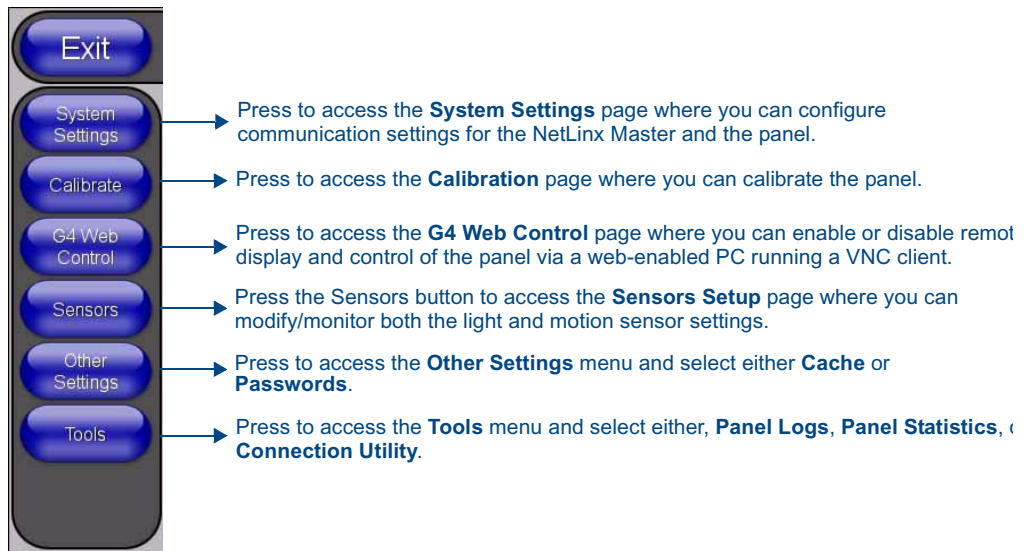 Exit
System
Settings
Press to access the System Settings page where you can configure
communication settings for the NetLinx Master and the panel.
Calibrate
Press to access the Calibration page where you can calibrate the panel.
G4 Web
Control
Press to access the G4 Web Control page where you can enable or disable remot
display and control of the panel via a web-enabled PC running a VNC client.
Sensors
Press the Sensors button to access the Sensors Setup page where you can
modify/monitor both the light and motion sensor settings.
Other
Settings
Press to access the Other Settings menu and select either Cache or
Passwords.
Tools
Press to access the Tools menu and select either, Panel Logs, Panel Statistics,
Connection Utility.